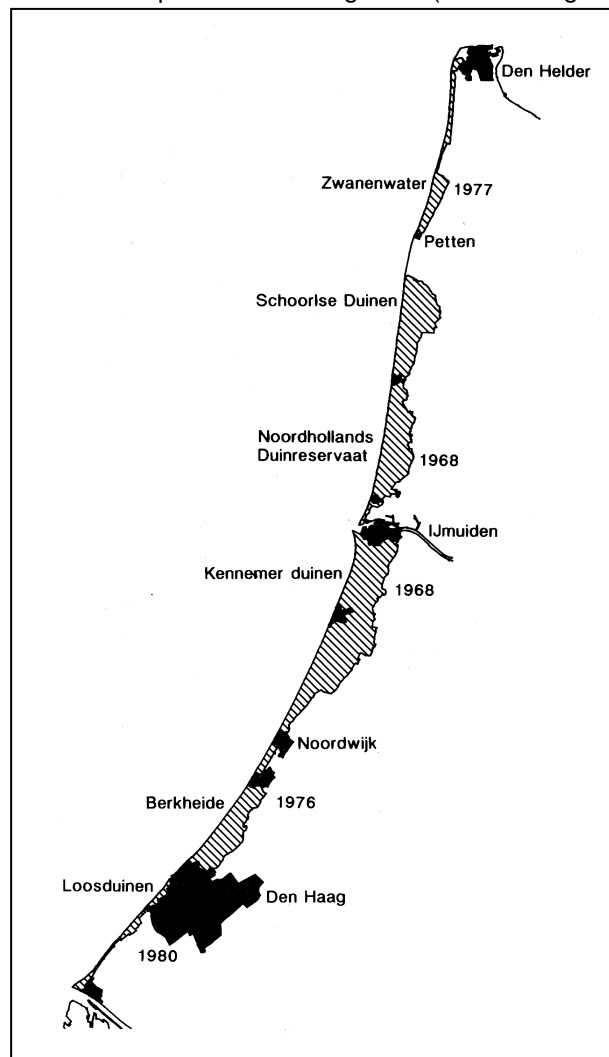 Den Helder
Zwanenwater
1977
Petten
Schoorlse Duinen
Noordhollands
Duinreservaat
1968
IJmuiden
Kennemer duinen
1968
Noordwijk
Berkheide
1976
Loosduinen
Den Haag
1980